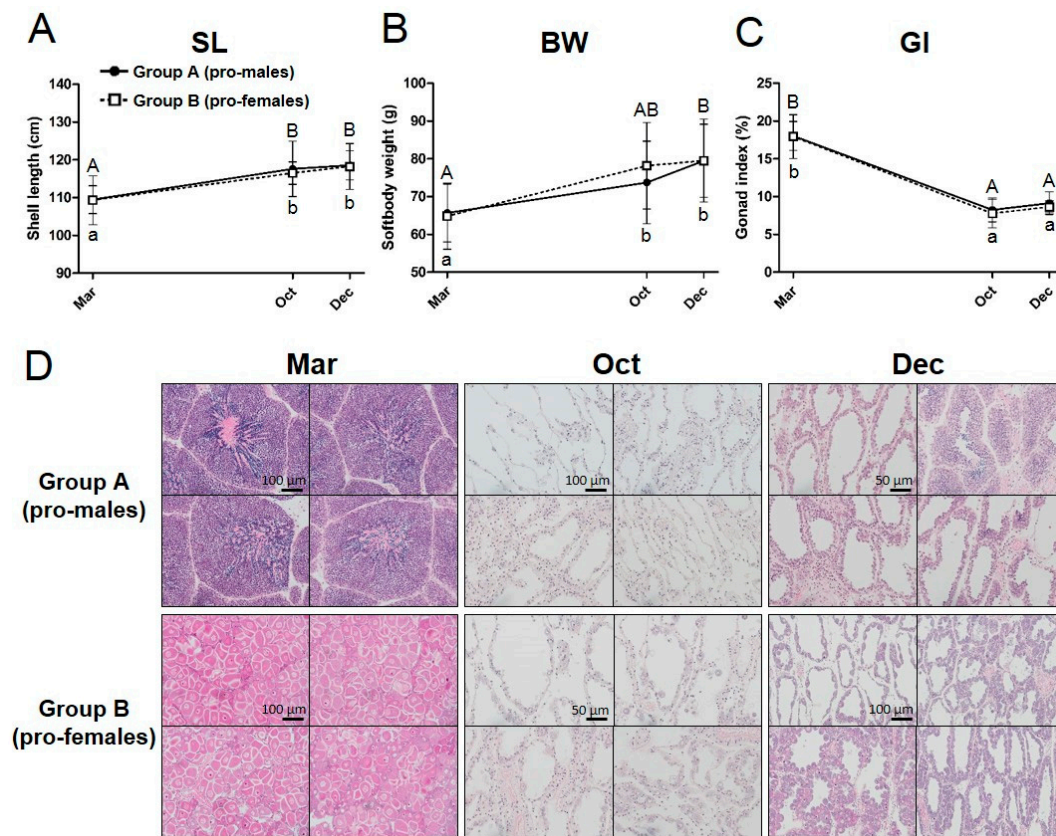 A
SL
Group A (pro-males)
Group B (pro-females)
Shell length (cm)
140
130
120
110
100
90
A
B
B
a
b
b
Mar
Oct
Dec
B
BW
Softbody weight (g)
100
90
80
70
60
50
A
AB
B
a
b
b
Mar
Oct
Dec
C
GI
Gonad index (%)
25
20
15
10
5
0
B
A
A
b
a
a
Mar
Oct
Dec
D
Mar
Oct
Dec
Group A
(pro-males)
100 µm
100 µm
50 µm
Group B
(pro-females)
100 µm
50 µm
100 µm